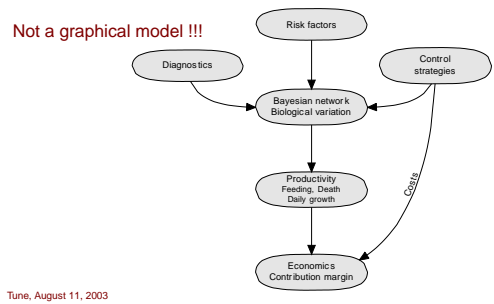 Not a graphical model !!!
Risk factors
Diagnostics
Control
strategies
Bayesian network
Biological variation
Productivity
Feeding, Death
Daily growth
Costs
Economics
Contribution margin
Tune, August 11, 2003